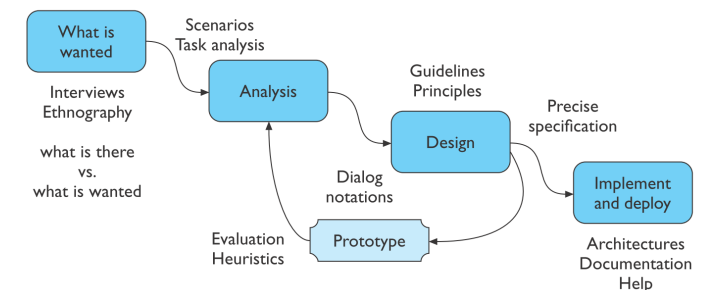 What is
wanted
Scenarios
Task analysis
Interviews
Ethnography
what is there
vs.
what is wanted
Analysis
Guidelines
Principles
Design
Precise
specification
Dialog
notations
Implement
and deploy
Evaluation
Heuristics
Prototype
Architectures
Documentation
Help